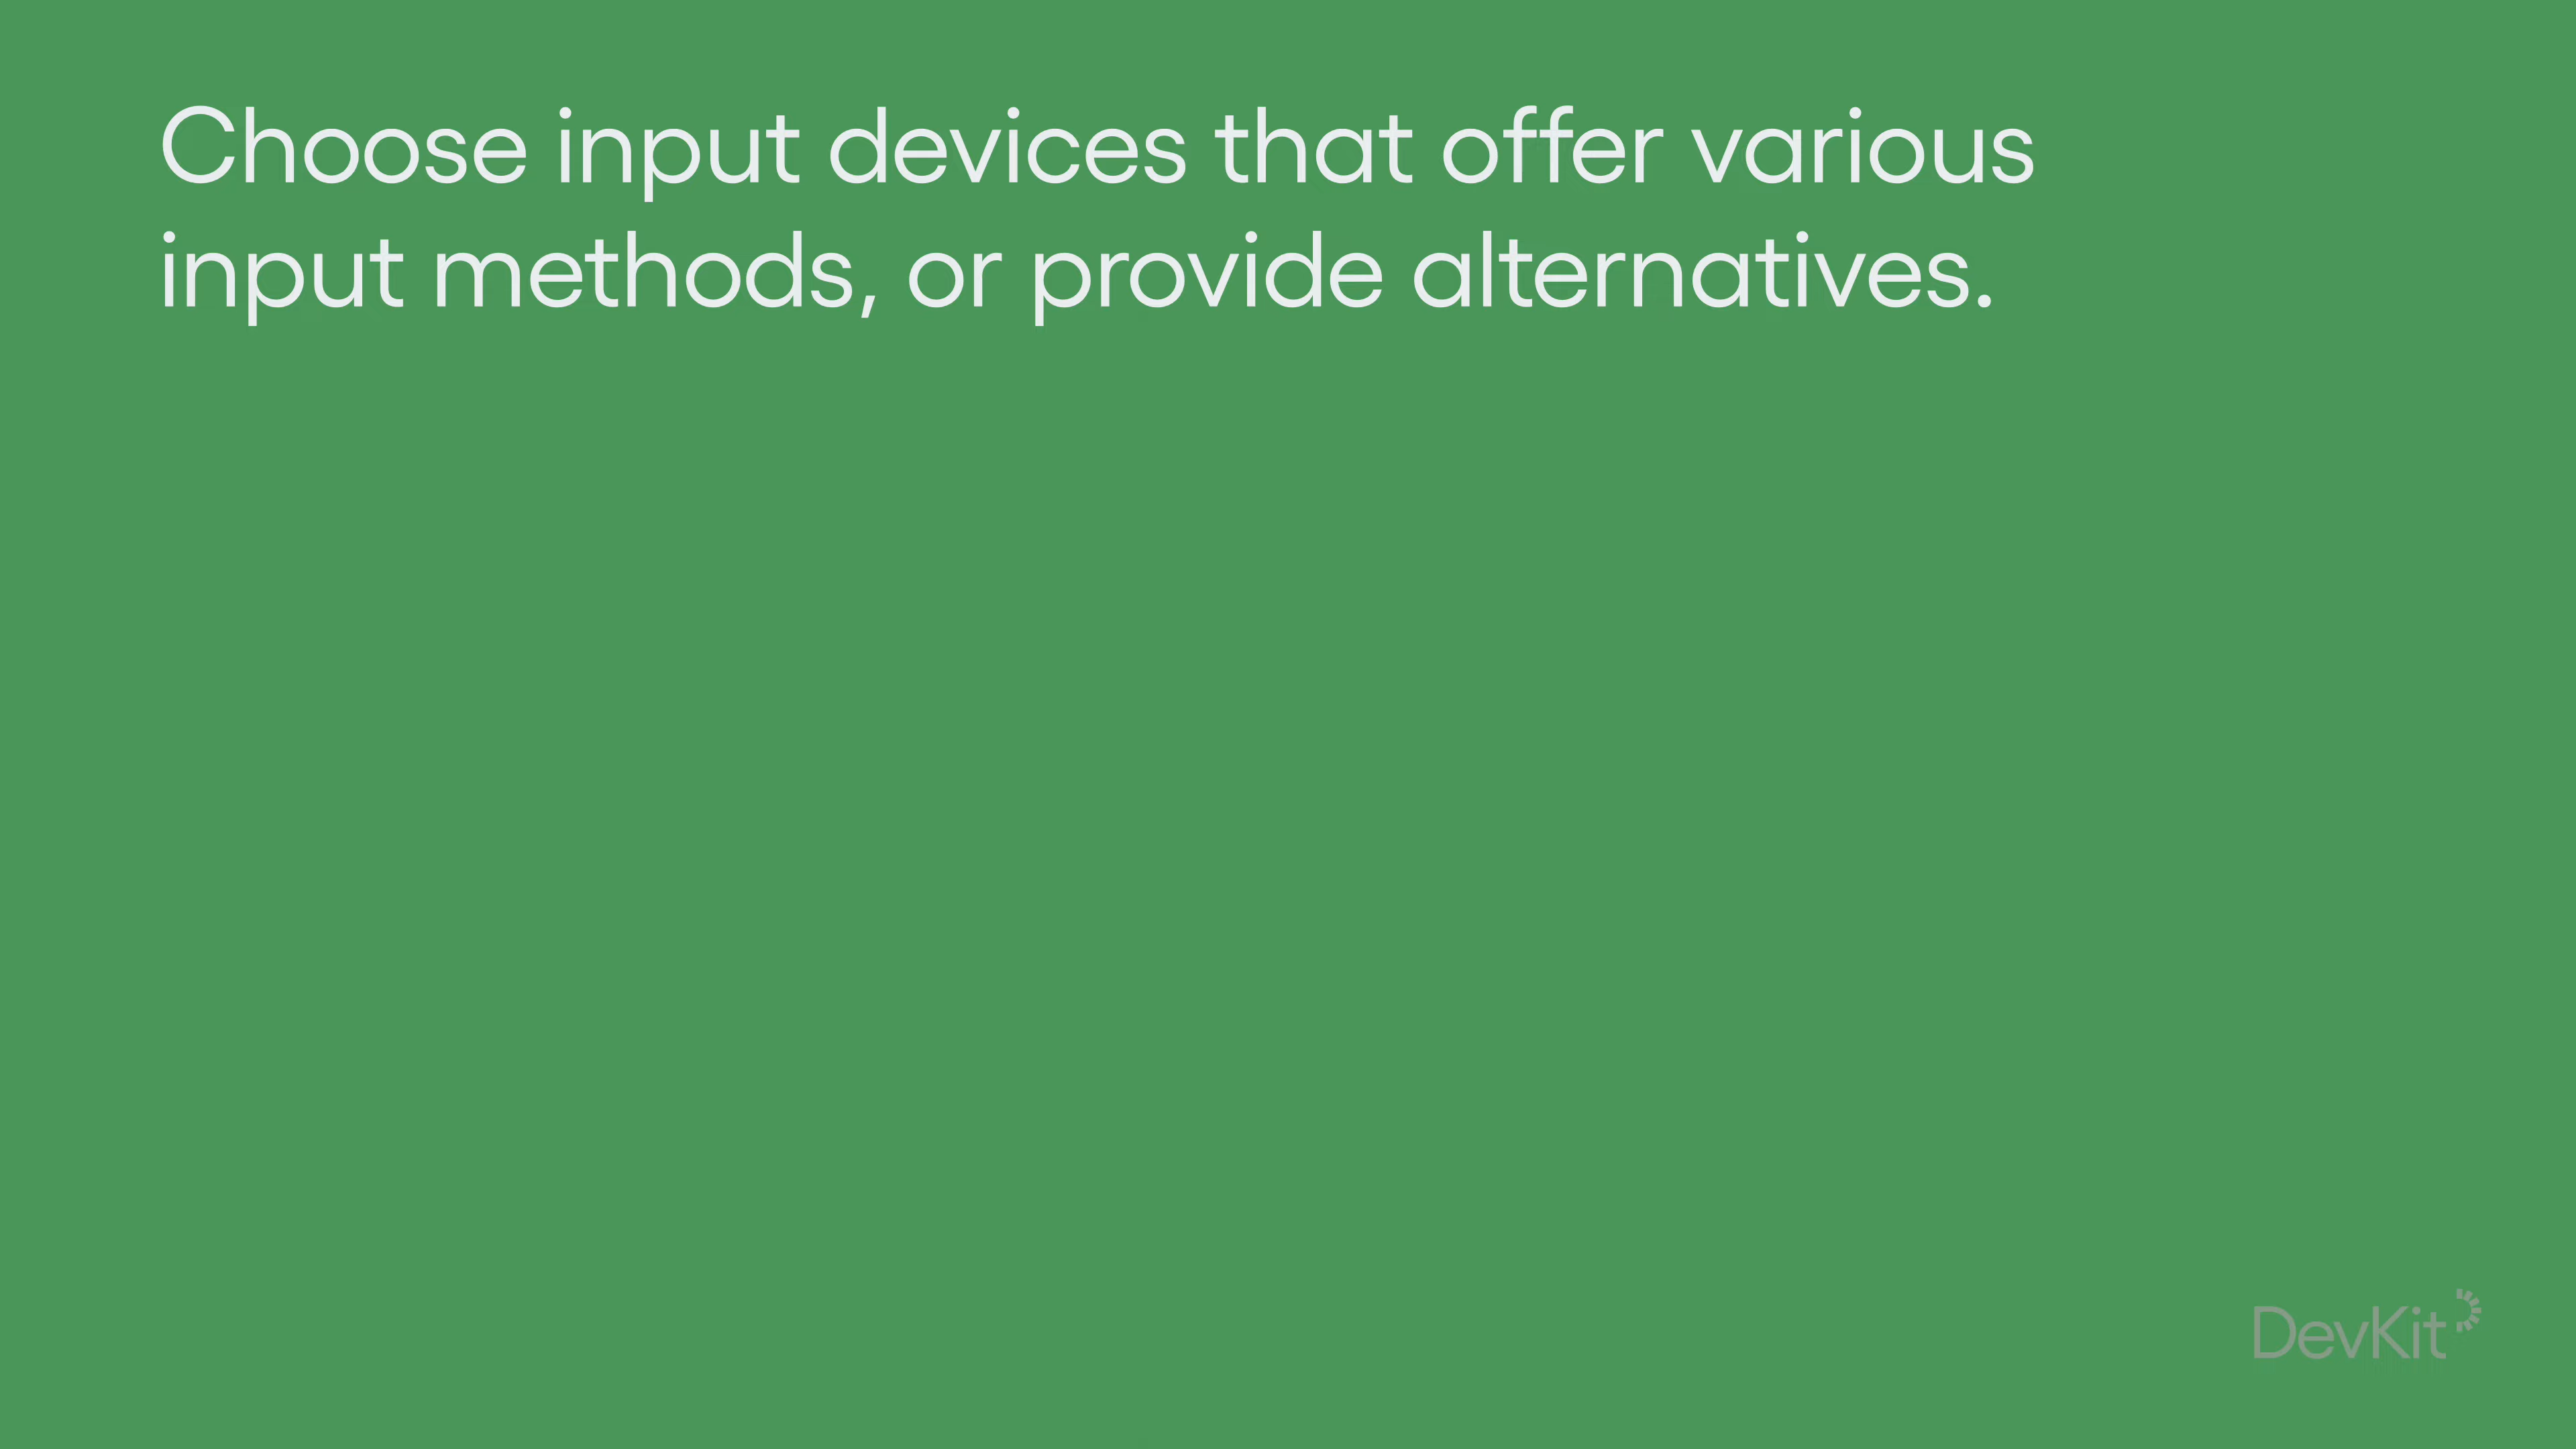 Choose input devices that offer various
input methods, or provide alternatives.
DevKit